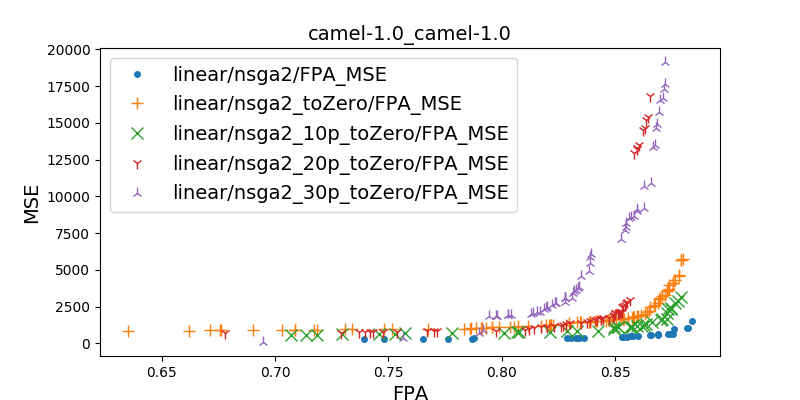 camel-1.0_camel-1.0
20000
17500
15000
12500
10000
7500
5000
2500
0
MSE
linear/nsga2/FPA_MSE
linear/nsga2_toZero/FPA_MSE
linear/nsga2_10p_toZero/FPA_MSE
linear/nsga2_20p_toZero/FPA_MSE
linear/nsga2_30p_toZero/FPA_MSE
0.65 0.70 0.75 0.80 0.85
FPA